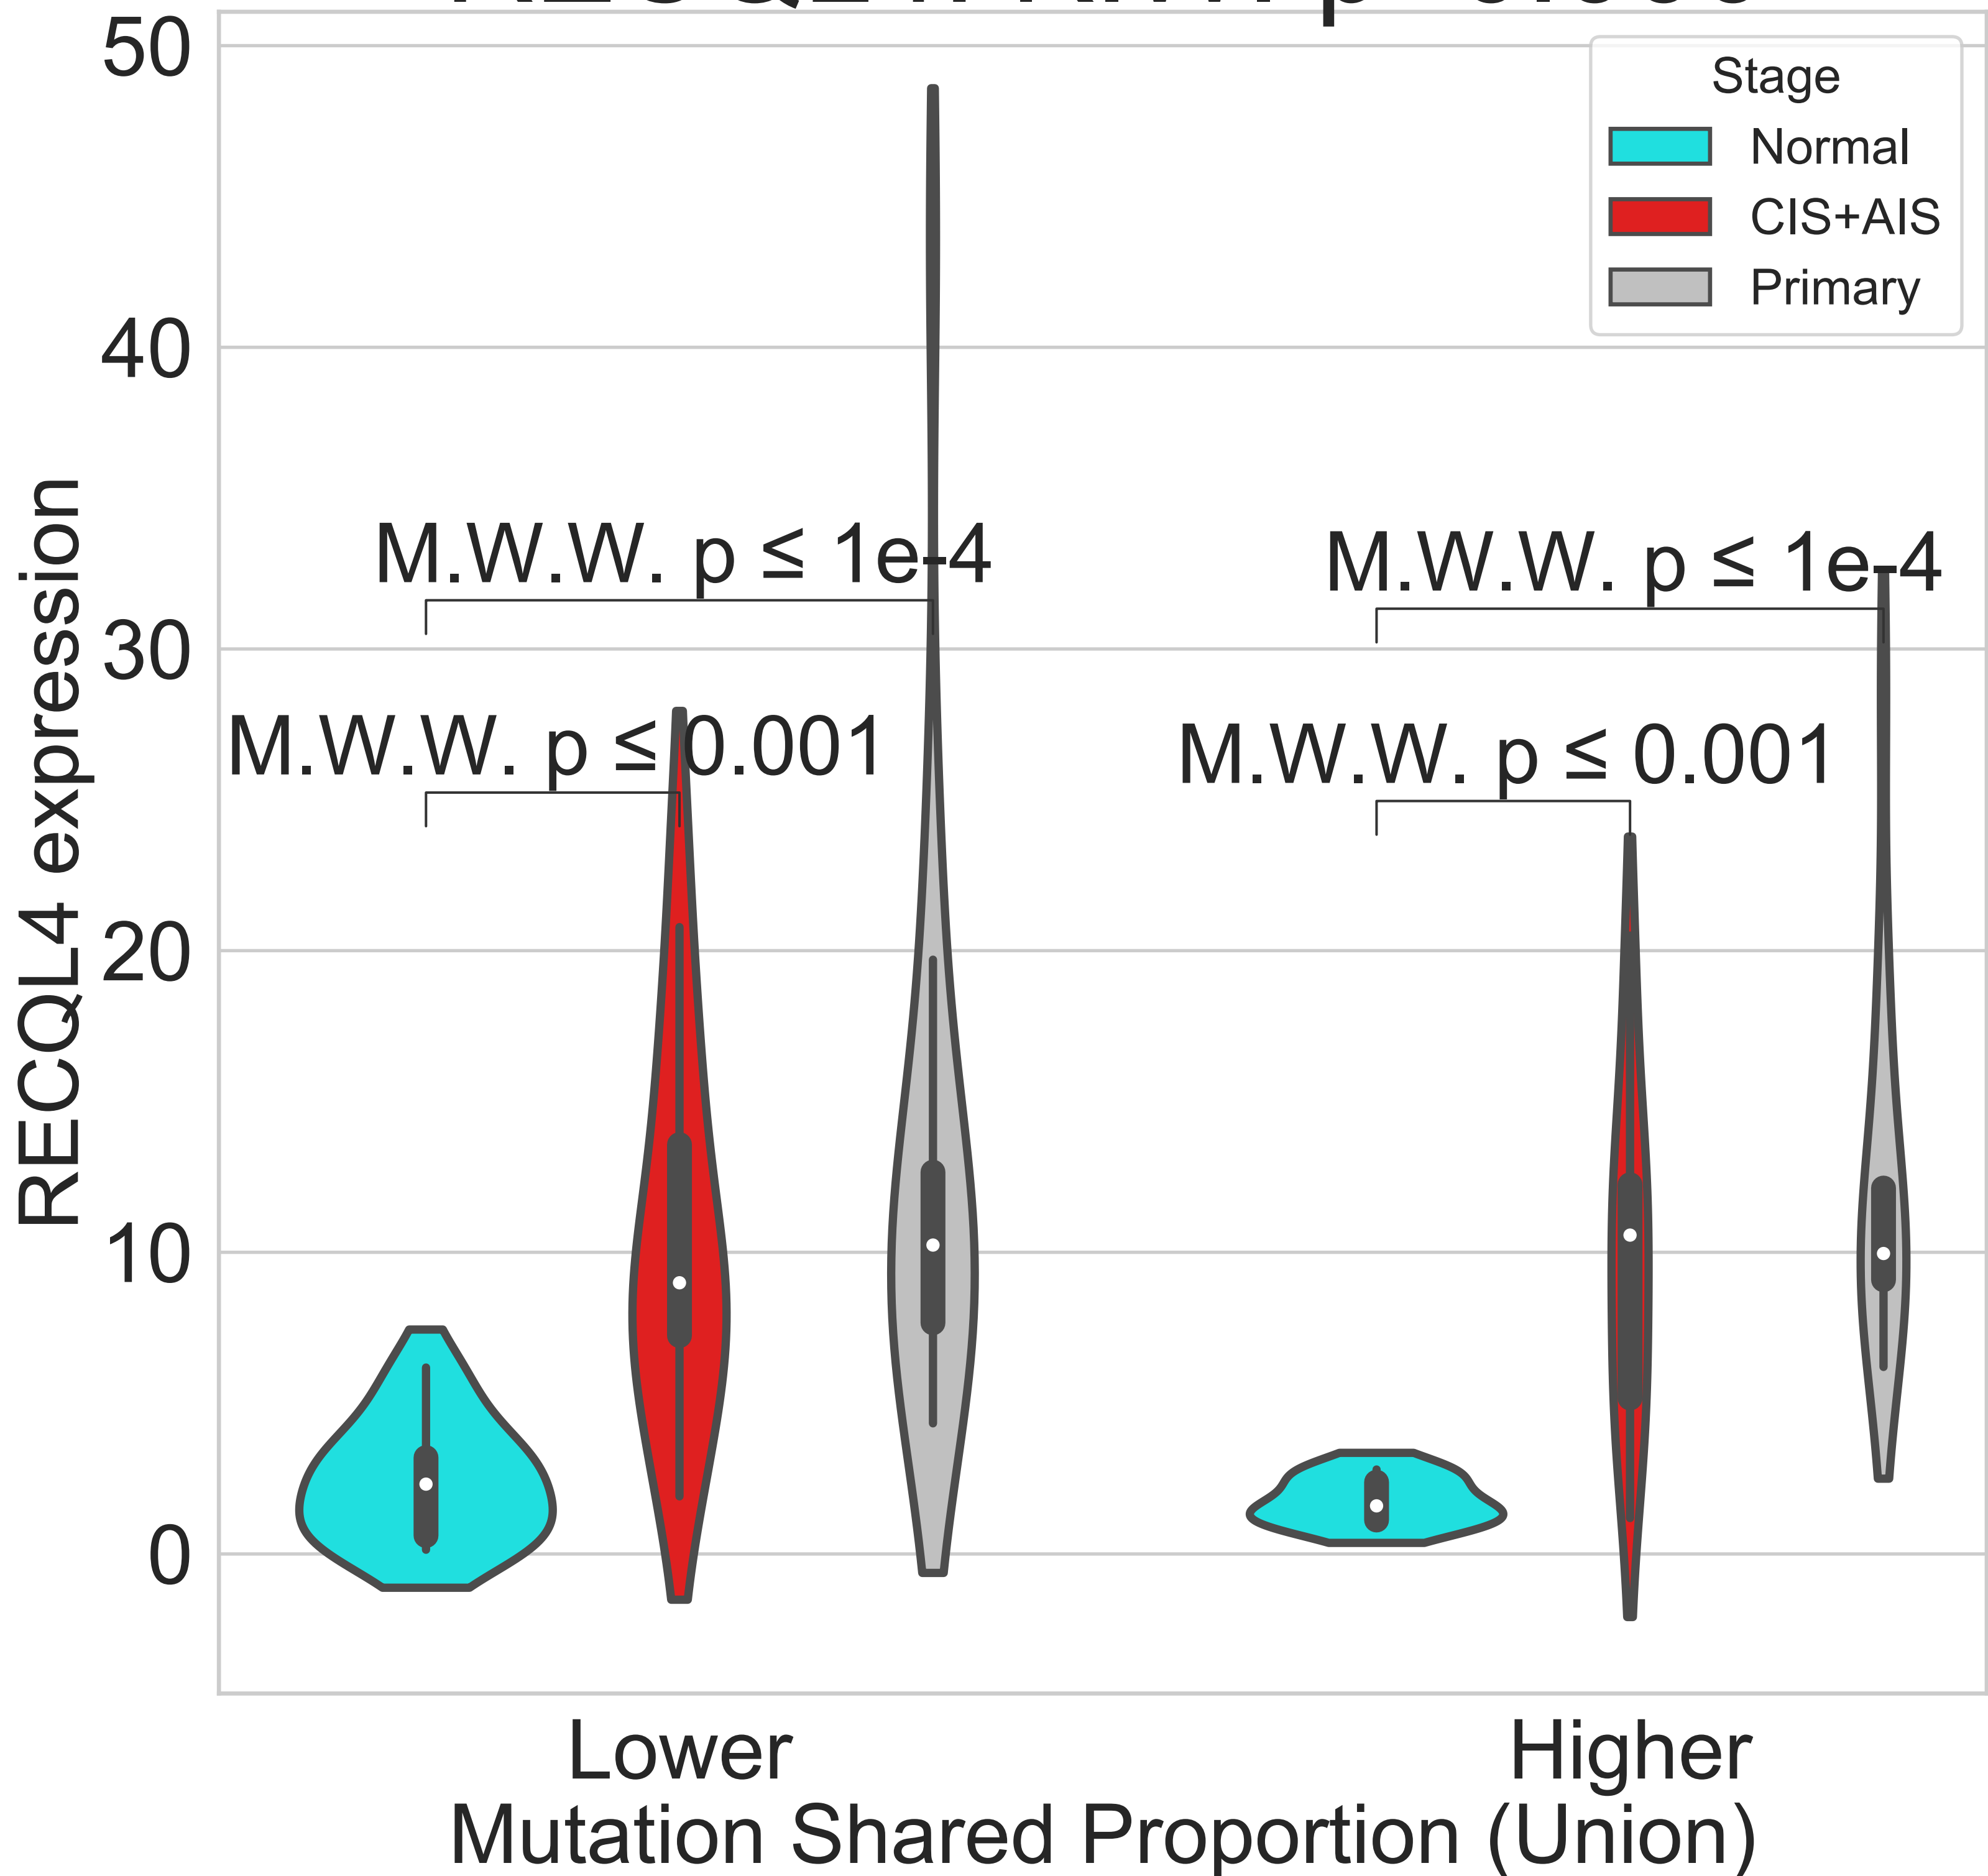 50
Stage
Normal
CIS+AIS
Primary
40
M.W.W. p ≤ 1e-4
M.W.W. p ≤ 1e-4
30
M.W.W. p ≤ 0.001
M.W.W. p ≤ 0.001
20
10
0
RECQL4 expression
Lower
Higher
Mutation Shared Proportion (Union)